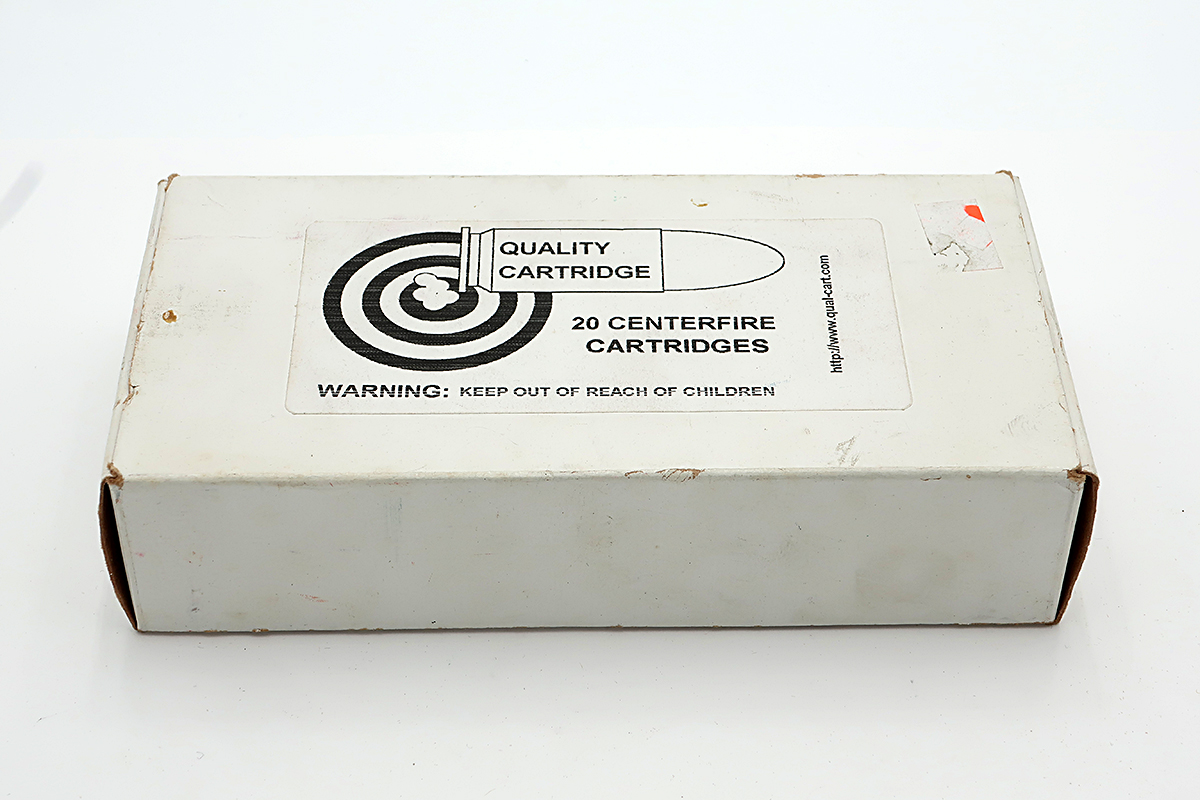 QUALITY
CARTRIDGE
20 CENTERFIRE
CARTRIDGES
WARNING: KEEP OUT OF REACH OF CHILDREN
http://www.qual-cart.com